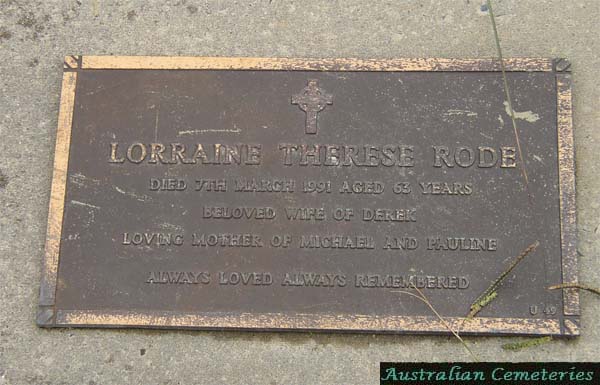 LORRAINE THERESE RODE
DIED 7TH MARCH 1991 AGED 63 YEARS
BELOVED WIFE OF DEREK
LOVING MOTHER OF MICHAEL AND PAULINE
ALWAYS LOVED ALWAYS REMEMBERED
U 49
Australian Cemeteries